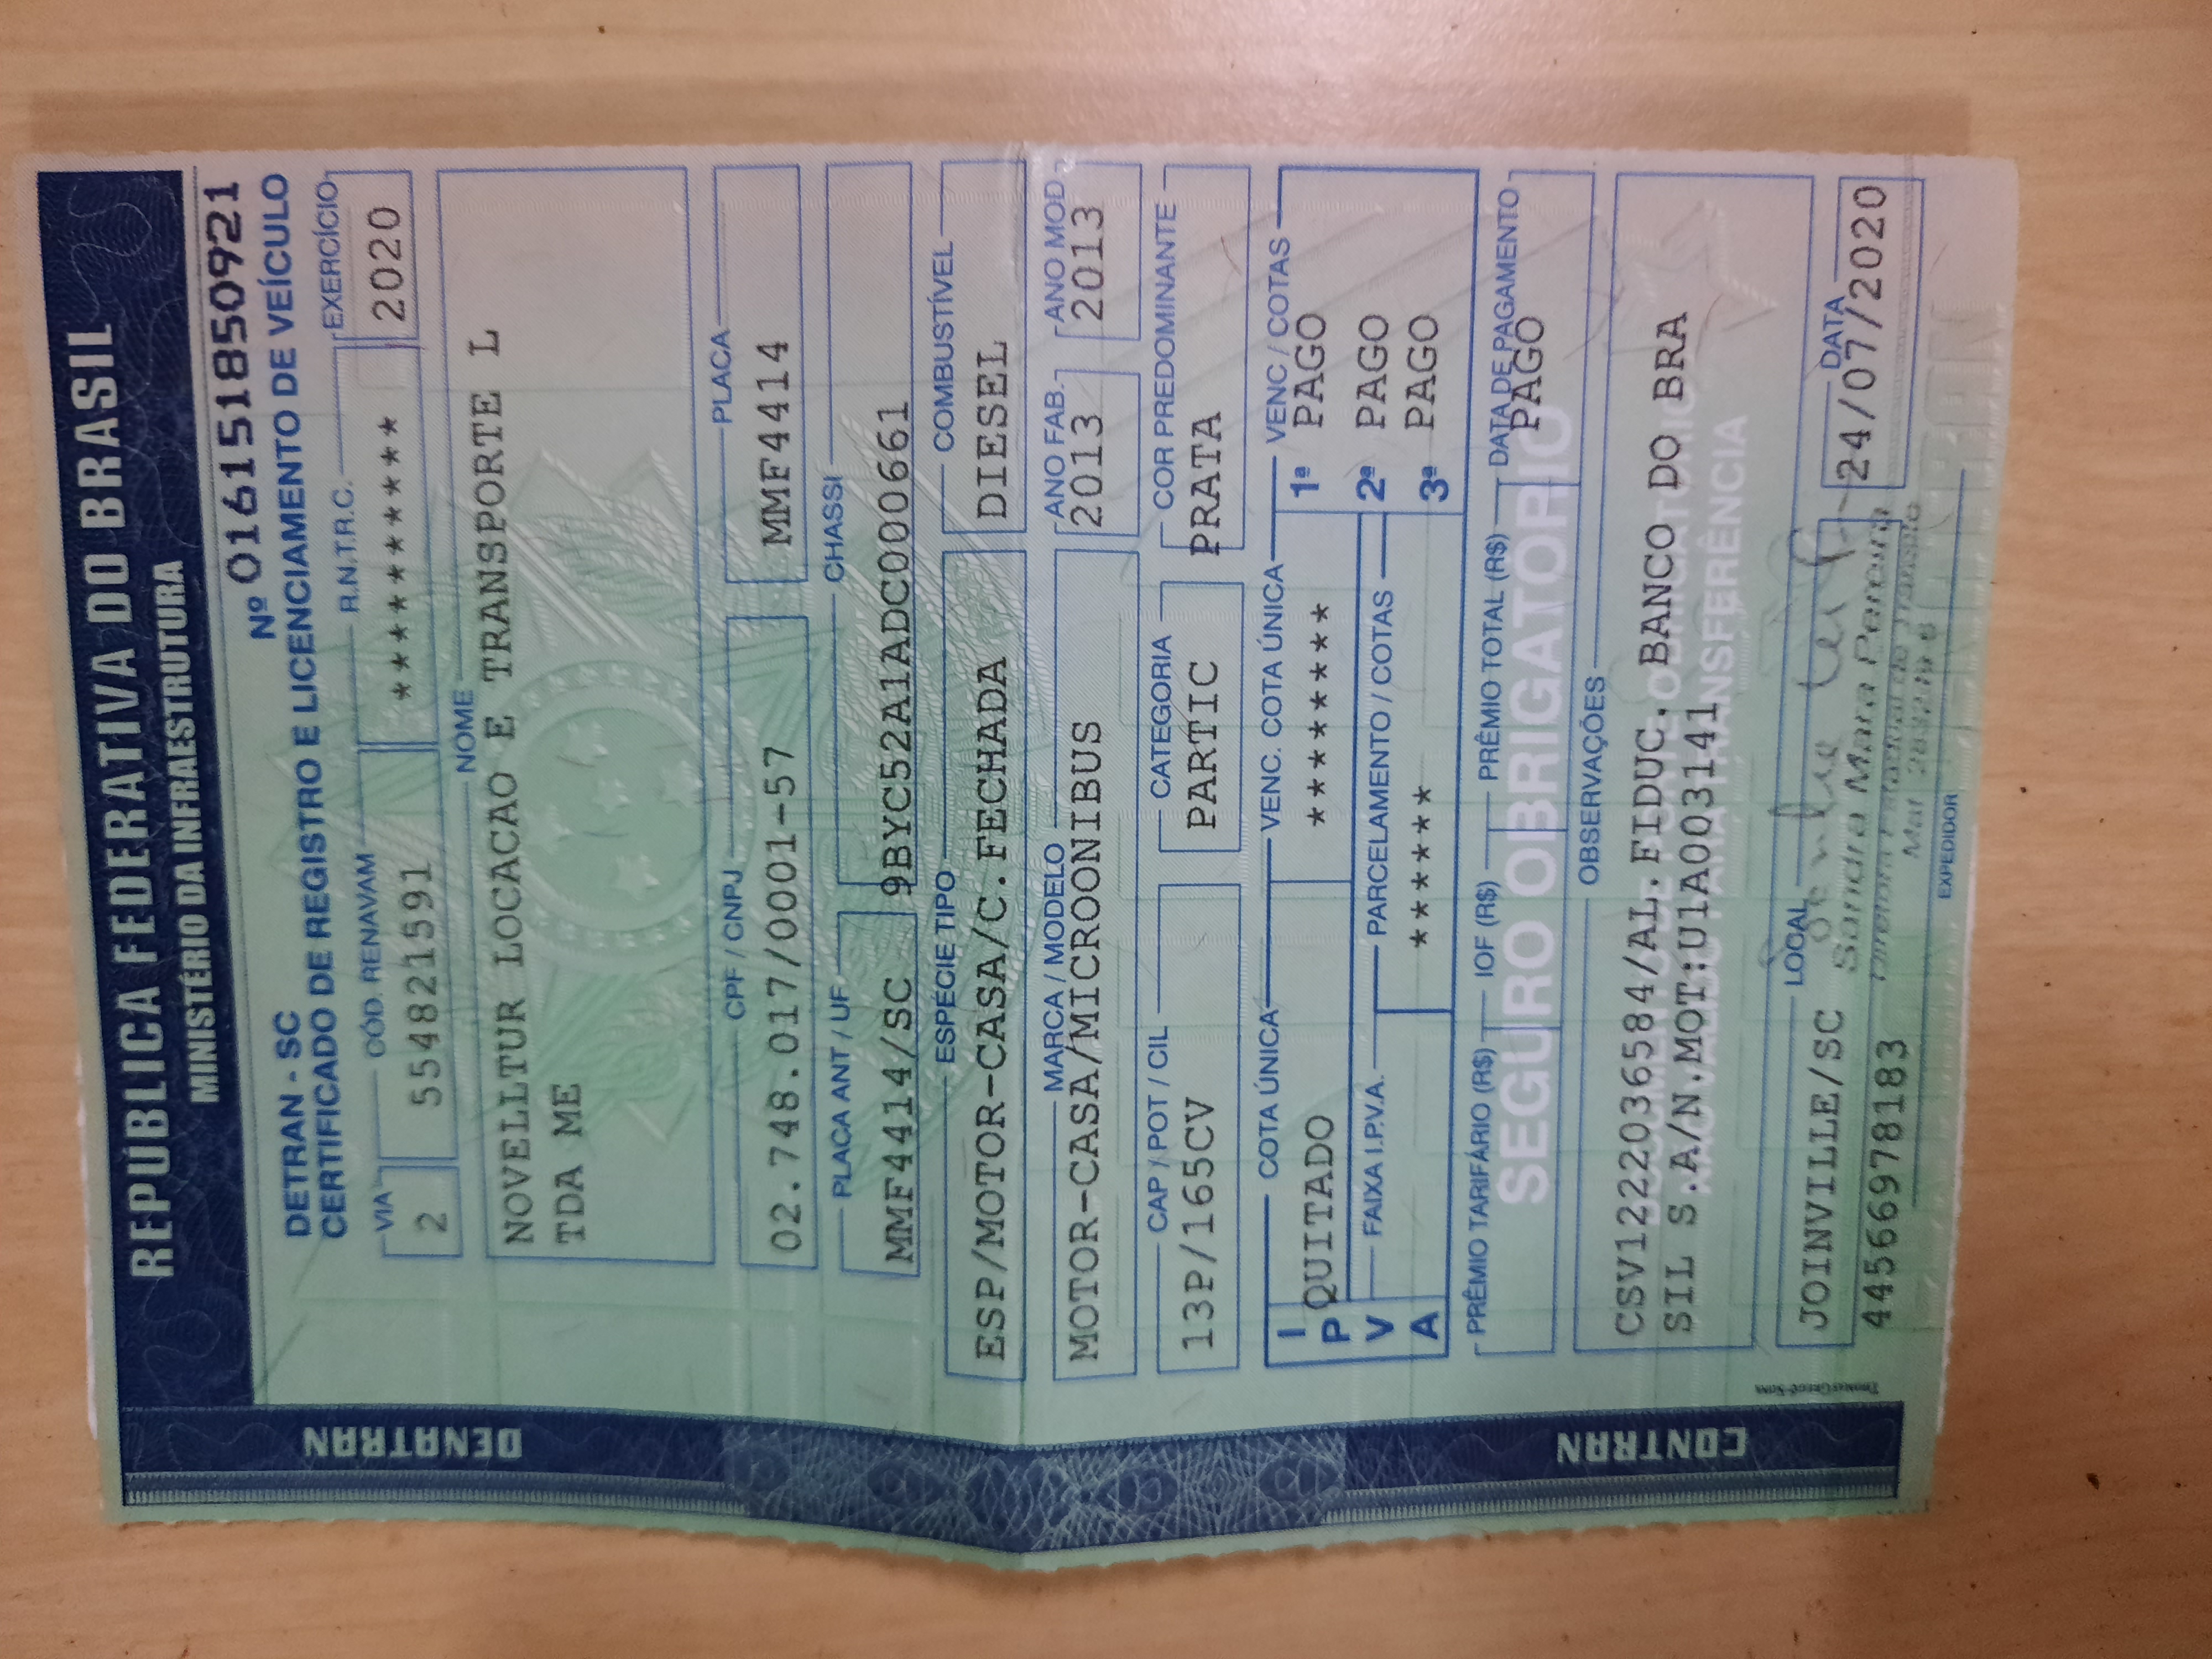 REPÚBLICA FEDERATIVA DO BRASIL
MINISTÉRIO DA INFRAESTRUTURA
DENATRAN
CONTRAN
Nº 016151850921
DETRAN - SC
CERTIFICADO DE REGISTRO E LICENCIAMENTO DE VEÍCULO
VIA CÓD. RENAVAM R.N.T.R.C. EXERCÍCIO
2 554821591 ********** 2020
NOME
NOVELLTUR LOCACAO E TRANSPORTE L
TDA ME
CPF / CNPJ PLACA
02.748.017/0001-57 MMF4414
PLACA ANT / UF CHASSI
MMF4414/SC 9BYC52A1ADC000661
ESPÉCIE TIPO COMBUSTÍVEL
ESP/MOTOR-CASA/C.FECHADA DIESEL
MARCA / MODELO ANO FAB. ANO MOD
MOTOR-CASA/MICROONIBUS 2013 2013
CAP / POT / CIL CATEGORIA COR PREDOMINANTE
13P/165CV PARTIC PRATA
IPVA
COTA ÚNICA VENC. COTA ÚNICA VENC / COTAS
QUITADO ******** 1ª PAGO
FAIXA I.P.V.A. PARCELAMENTO / COTAS 2ª PAGO
****** 3ª PAGO
PRÊMIO TARIFÁRIO (R$) IOF (R$) PRÊMIO TOTAL (R$) DATA DE PAGAMENTO
SEGURO OBRIGATÓRIO PAGO
OBSERVAÇÕES
CSV1222036584/AL.FIDUC. BANCO DO BRA
SIL S.A/N.MOT:U1A003141
NÃO VÁLIDO PARA TRANSFERÊNCIA
LOCAL DATA
JOINVILLE/SC 24/07/2020
Sandra Mara Pereira
44566978183
Diretora Estadual de Trânsito
EXPEDIDOR